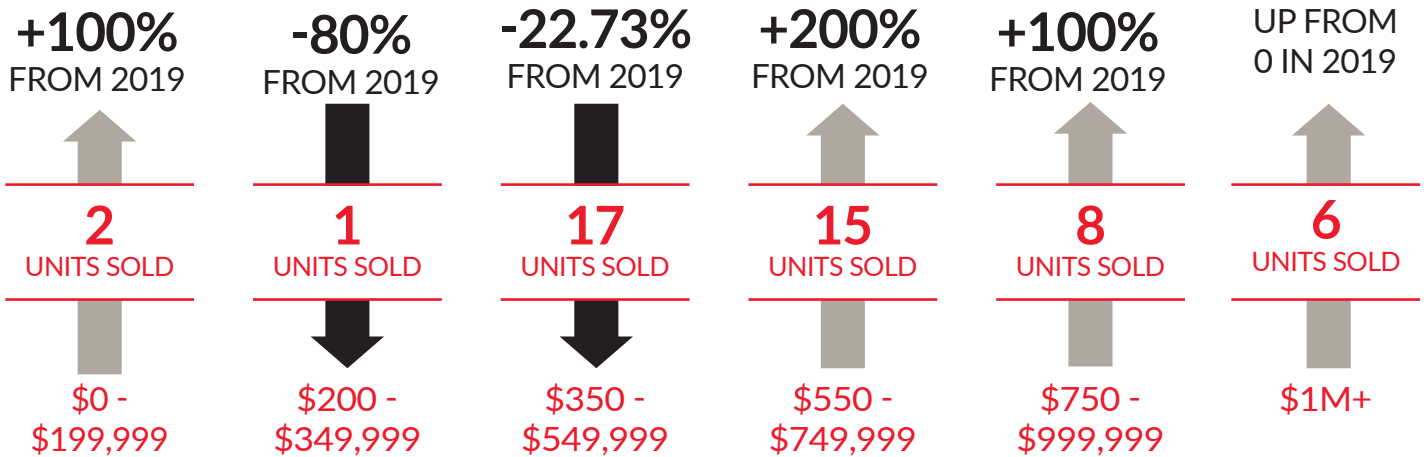 +100%
FROM 2019
2
UNITS SOLD
$0 -
$199,999
-80%
FROM 2019
1
UNITS SOLD
$200 -
$349,999
-22.73%
FROM 2019
17
UNITS SOLD
$350 -
$549,999
+200%
FROM 2019
15
UNITS SOLD
$550 -
$749,999
+100%
FROM 2019
8
UNITS SOLD
$750 -
$999,999
UP FROM
0 IN 2019
6
UNITS SOLD
$1M+